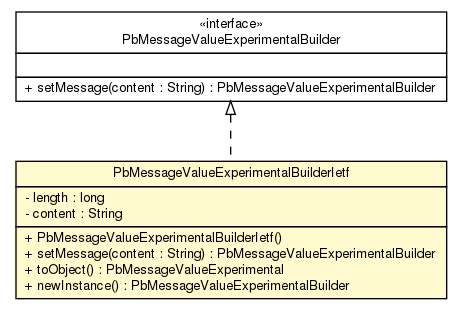 «interface»
PbMessageValueExperimentalBuilder
+ setMessage(content : String) : PbMessageValueExperimentalBuilder
PbMessageValueExperimentalBuilderIetf
- length : long
- content : String
+ PbMessageValueExperimentalBuilderIetf()
+ setMessage(content : String) : PbMessageValueExperimentalBuilder
+ toObject() : PbMessageValueExperimental
+ newInstance() : PbMessageValueExperimentalBuilder